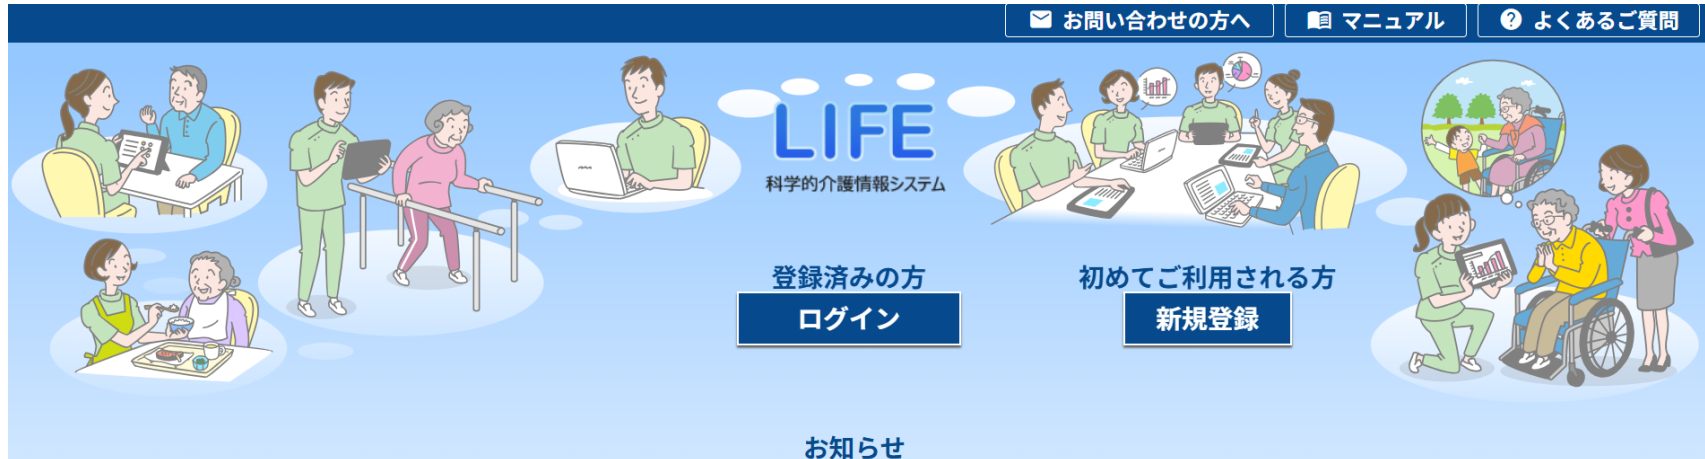 お問い合わせの方へ
マニュアル
よくあるご質問
LIFE
科学的介護情報システム
登録済みの方
ログイン
初めてご利用される方
新規登録
お知らせ